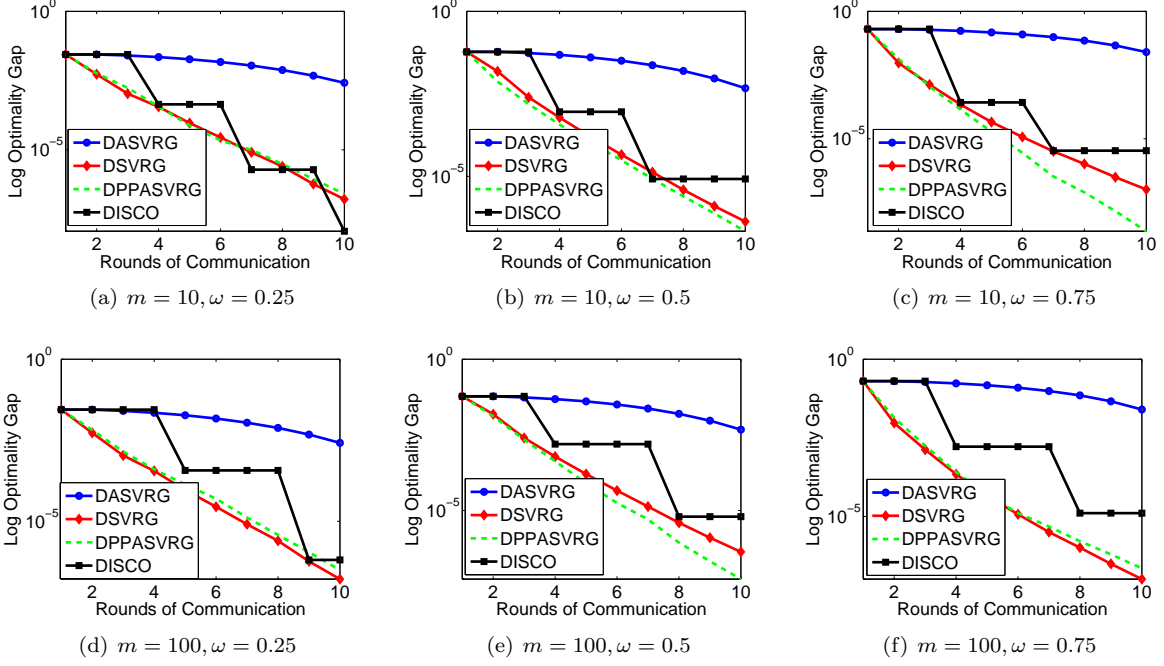 10^0
10^-5
Log Optimality Gap
DASVRG
DSVRG
DPPASVRG
DISCO
2 4 6 8 10
Rounds of Communication
(a) m = 10, ω = 0.25
10^0
10^-5
Log Optimality Gap
DASVRG
DSVRG
DPPASVRG
DISCO
2 4 6 8 10
Rounds of Communication
(b) m = 10, ω = 0.5
10^0
10^-5
Log Optimality Gap
DASVRG
DSVRG
DPPASVRG
DISCO
2 4 6 8 10
Rounds of Communication
(c) m = 10, ω = 0.75
10^0
10^-5
Log Optimality Gap
DASVRG
DSVRG
DPPASVRG
DISCO
2 4 6 8 10
Rounds of Communication
(d) m = 100, ω = 0.25
10^0
10^-5
Log Optimality Gap
DASVRG
DSVRG
DPPASVRG
DISCO
2 4 6 8 10
Rounds of Communication
(e) m = 100, ω = 0.5
10^0
10^-5
Log Optimality Gap
DASVRG
DSVRG
DPPASVRG
DISCO
2 4 6 8 10
Rounds of Communication
(f) m = 100, ω = 0.75